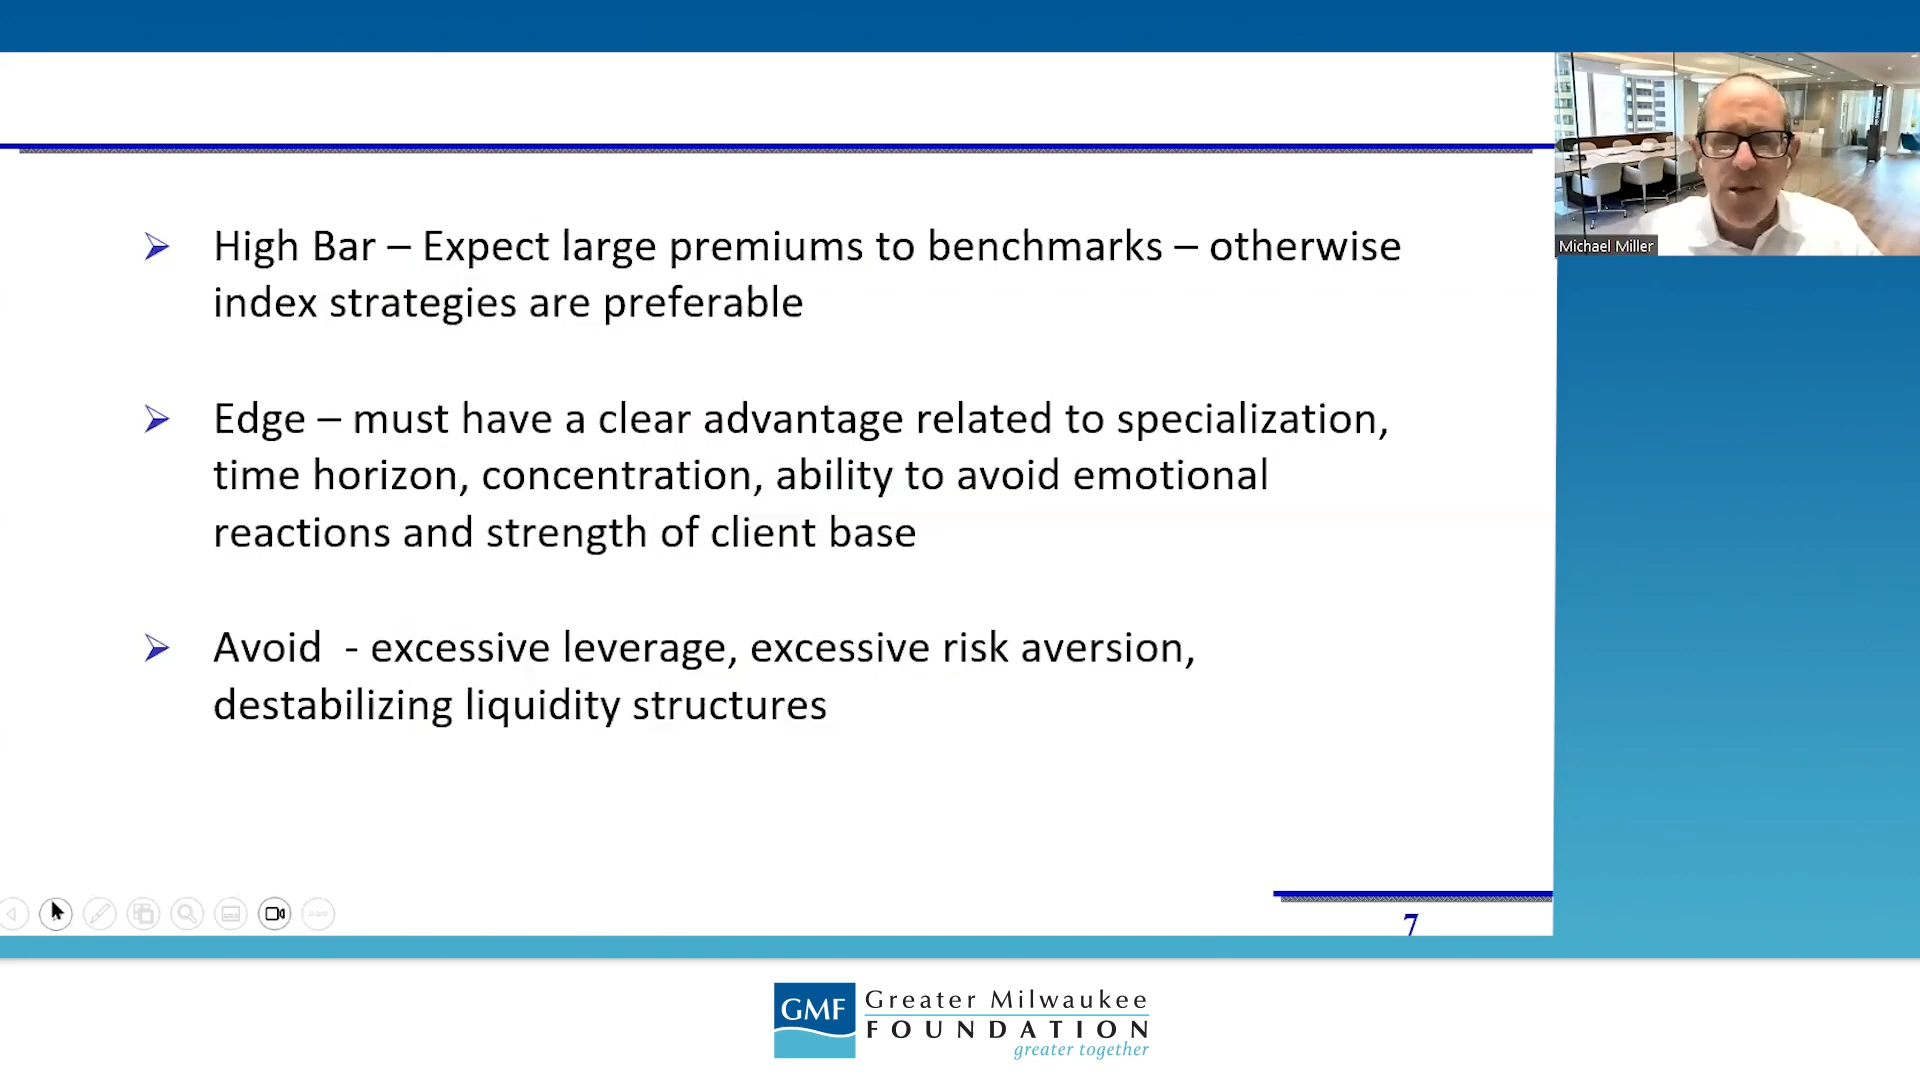 High Bar – Expect large premiums to benchmarks – otherwise
index strategies are preferable
Edge – must have a clear advantage related to specialization,
time horizon, concentration, ability to avoid emotional
reactions and strength of client base
Avoid  - excessive leverage, excessive risk aversion,
destabilizing liquidity structures
7
Michael Miller
GMF
Greater Milwaukee
FOUNDATION
greater together